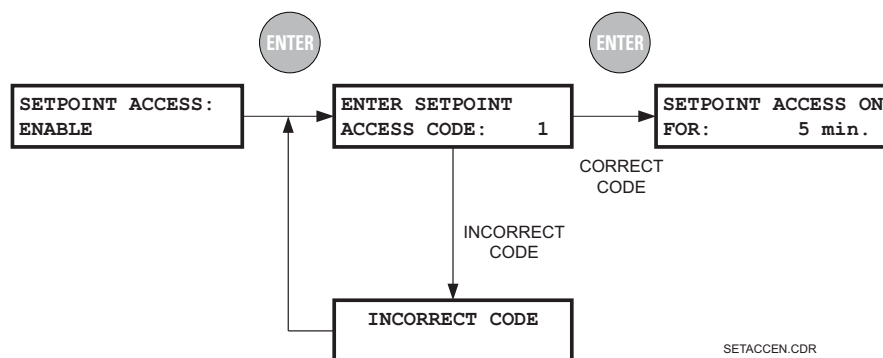 ENTER
ENTER
SETPOINT ACCESS:
ENABLE
ENTER SETPOINT
ACCESS CODE: 1
SETPOINT ACCESS ON
FOR: 5 min.
CORRECT
CODE
INCORRECT
CODE
INCORRECT CODE
SETACCEN.CDR